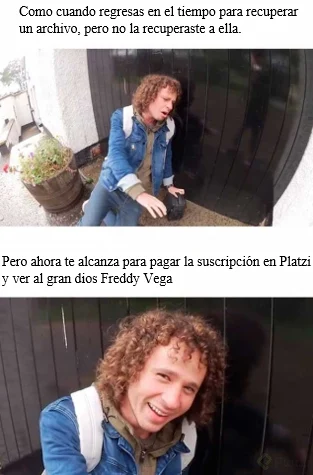 Como cuando regresas en el tiempo para recuperar
un archivo, pero no la recuperaste a ella.
Pero ahora te alcanza para pagar la suscripción en Platzi
y ver al gran dios Freddy Vega